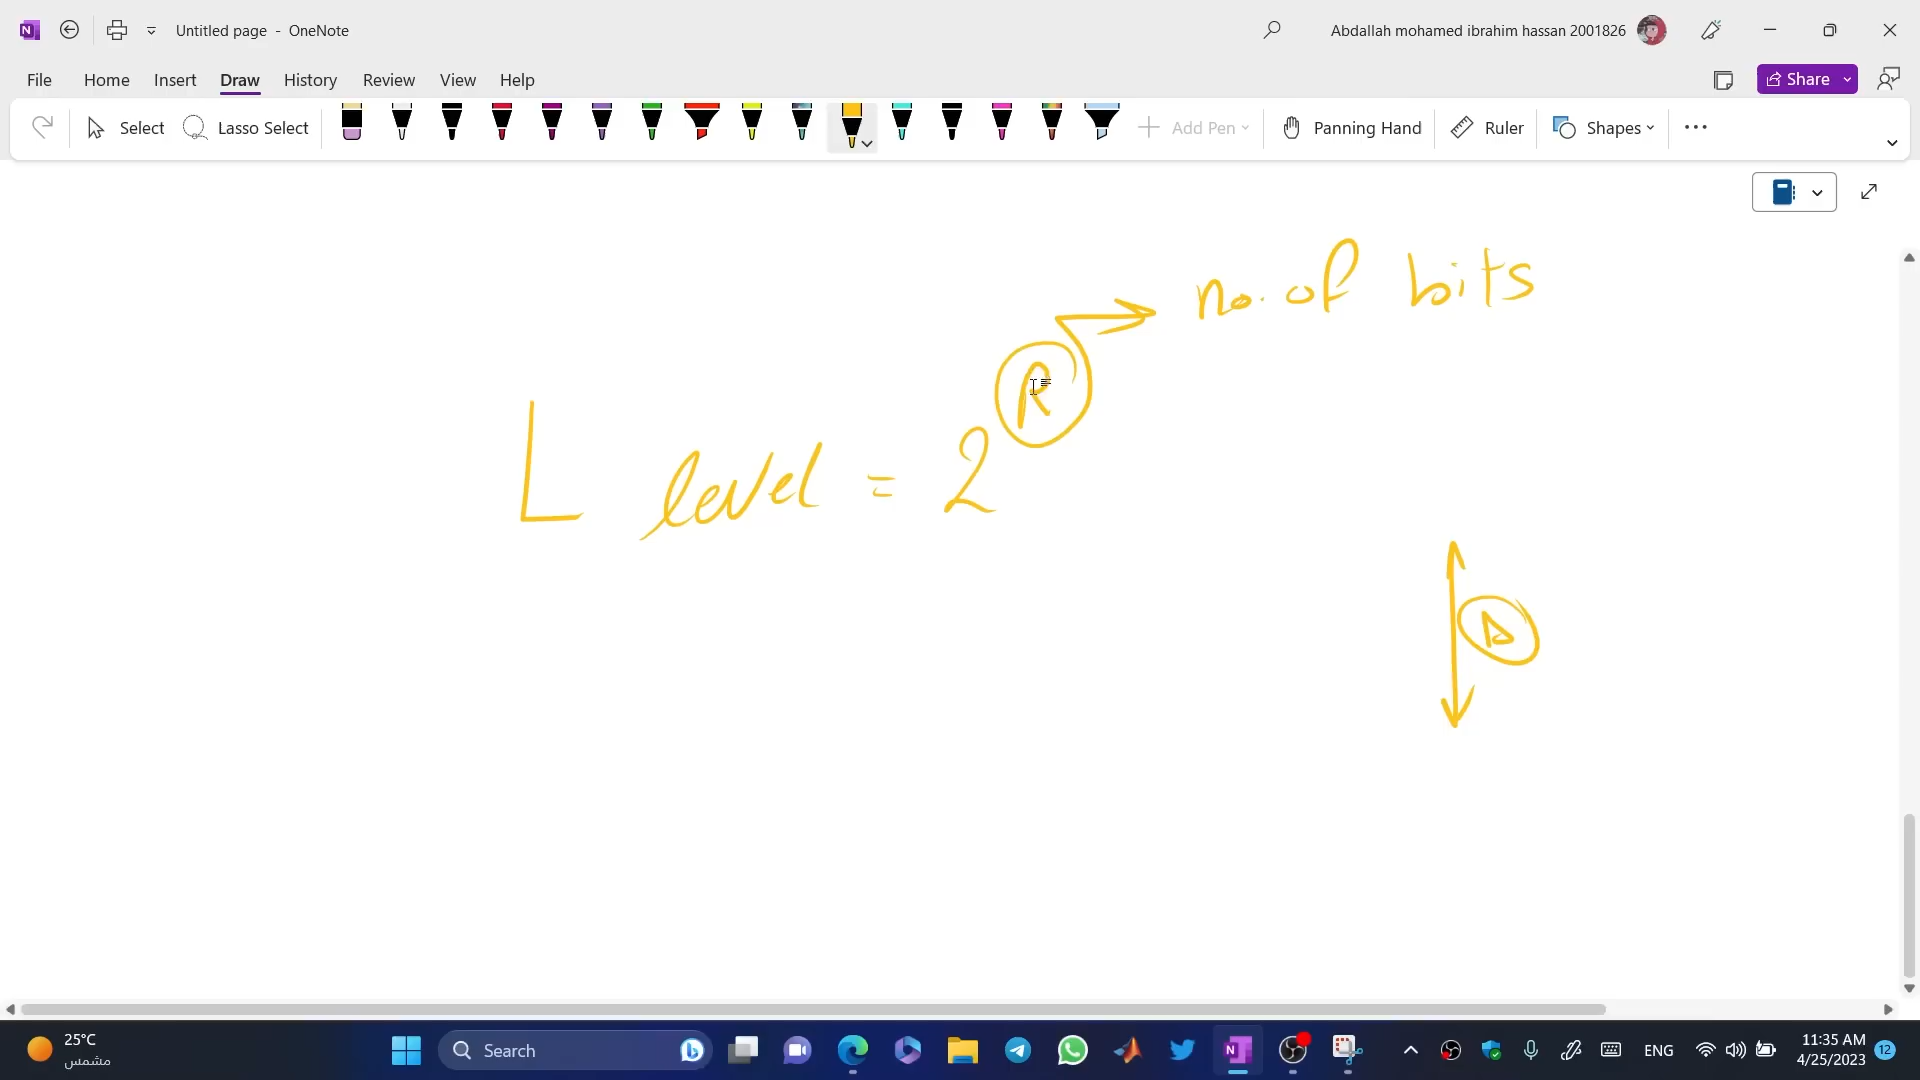 Untitled page - OneNote
Abdallah mohamed ibrahim hassan 2001826
File Home Insert Draw History Review View Help
Share
Select Lasso Select Add Pen Panning Hand Ruler Shapes
no. of bits
R
L level = 2
Δ
25°C
مشمس
Search
ENG
11:35 AM
4/25/2023
12